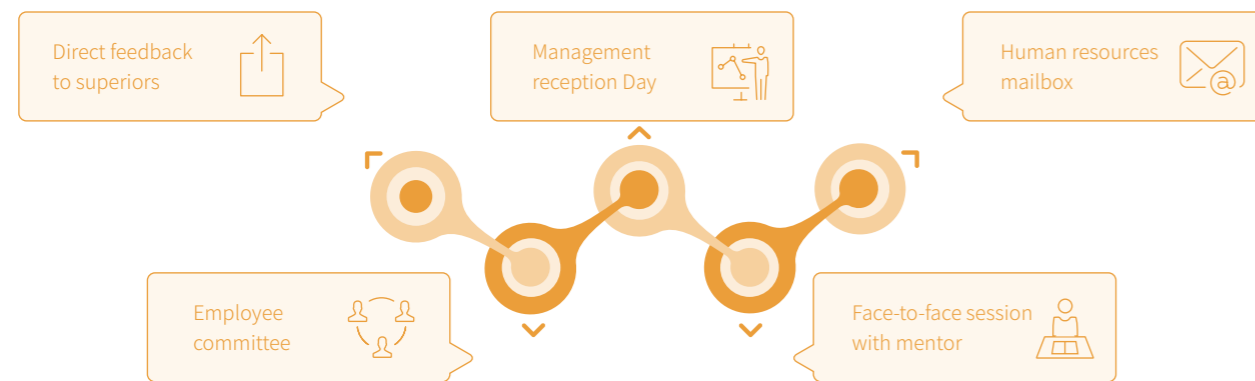 Direct feedback
to superiors
Management
reception Day
Human resources
mailbox
@
Employee
committee
Face-to-face session
with mentor